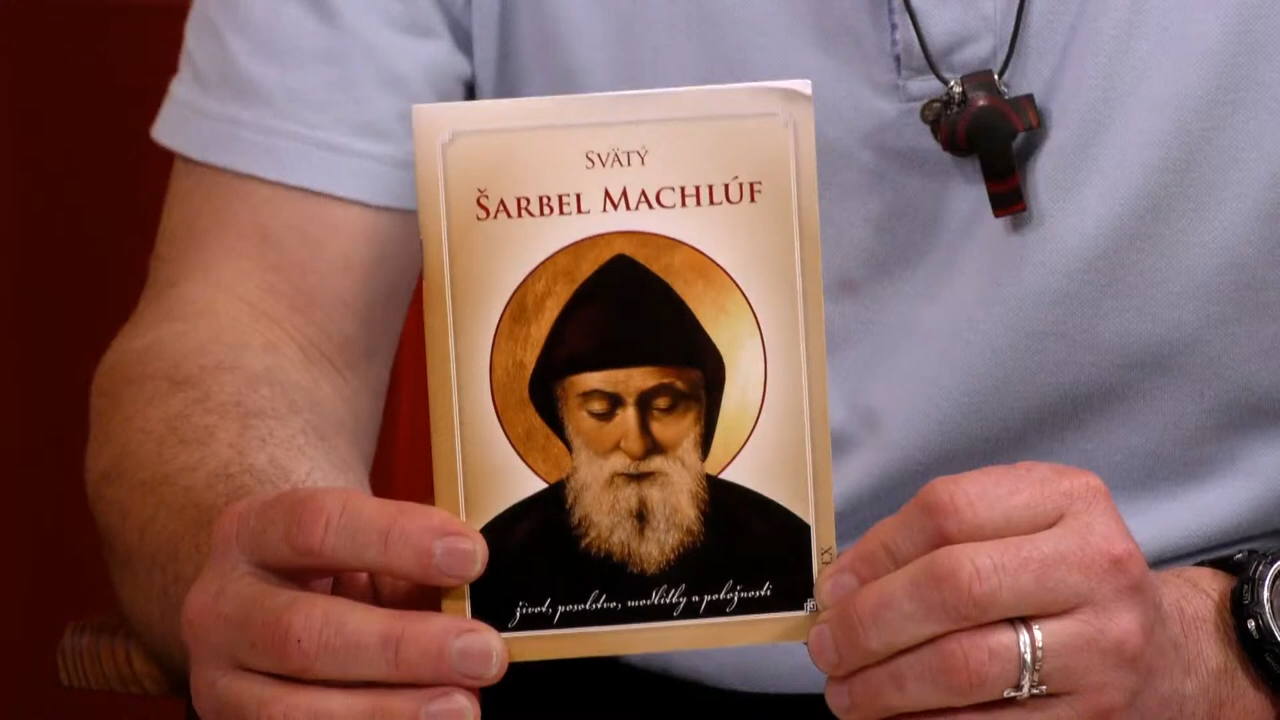 SVÄTÝ
ŠARBEL MACHLÚF
život, posolstvo, modlitby a pobožnosti